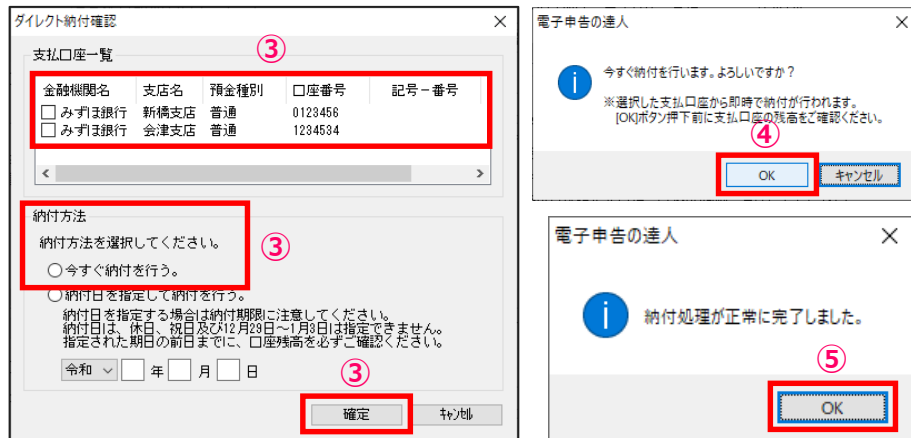 ダイレクト納付確認
支払口座一覧
③
金融機関名 支店名 預金種別 口座番号 記号－番号
みずほ銀行 新橋支店 普通 0123456
みずほ銀行 会津支店 普通 1234534
納付方法
納付方法を選択してください。
③
今すぐ納付を行う。
納付日を指定して納付を行う。
納付日を指定する場合は納付期限に注意してください。
納付日は、休日、祝日及び12月29日～1月3日は指定できません。
指定された期日の前日までに、口座残高を必ずご確認ください。
令和 年 月 日
③
確定 キャンセル
電子申告の達人
今すぐ納付を行います。よろしいですか？
※選択した支払口座から即時で納付が行われます。
[OK]ボタン押下前に支払口座の残高をご確認ください。
④
OK キャンセル
電子申告の達人
納付処理が正常に完了しました。
⑤
OK